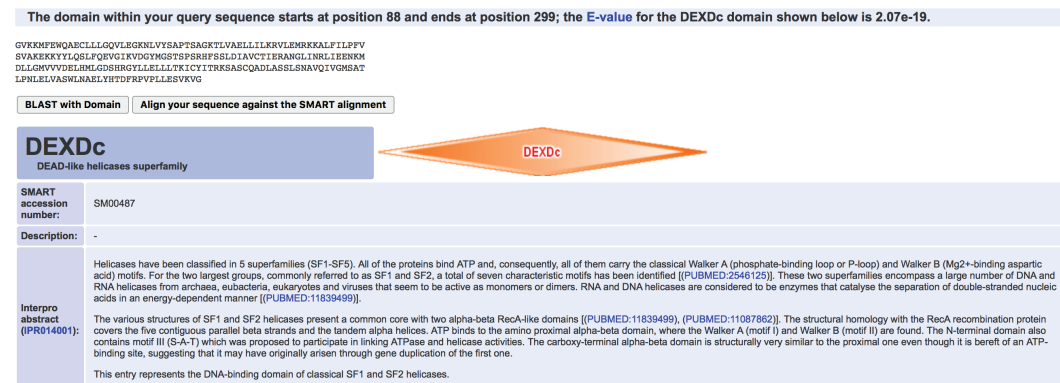 The domain within your query sequence starts at position 88 and ends at position 299; the E-value for the DEXDc domain shown below is 2.07e-19.
GVKKMFEWQAECLLLGQVLEGKNLVYSAPTSAGKTLVAELLILKRVLEMRKKALFILPFV
SVAKEKKYYLQSLFQEVGIKVDGYMGSTSPSRHFSSLDIAVCTIERANGLINRLIEENKM
DLLGMVVVDELHMLGDSHRGYLLELLLTKICYITRKSASCQADLASSLSNAVQIVGMSAT
LPNLELVASWLNAELYHTDFRPVPLLESVKVG
BLAST with Domain Align your sequence against the SMART alignment
DEXDc
DEAD-like helicases superfamily
DEXDc
SMART
accession
number:
SM00487
Description: -
Interpro
abstract
(IPR014001):
Helicases have been classified in 5 superfamilies (SF1-SF5). All of the proteins bind ATP and, consequently, all of them carry the classical Walker A (phosphate-binding loop or P-loop) and Walker B (Mg2+-binding aspartic
acid) motifs. For the two largest groups, commonly referred to as SF1 and SF2, a total of seven characteristic motifs has been identified [(PUBMED:2546125)]. These two superfamilies encompass a large number of DNA and
RNA helicases from archaea, eubacteria, eukaryotes and viruses that seem to be active as monomers or dimers. RNA and DNA helicases are considered to be enzymes that catalyse the separation of double-stranded nucleic
acids in an energy-dependent manner [(PUBMED:11839499)].
The various structures of SF1 and SF2 helicases present a common core with two alpha-beta RecA-like domains [(PUBMED:11839499), (PUBMED:11087862)]. The structural homology with the RecA recombination protein
covers the five contiguous parallel beta strands and the tandem alpha helices. ATP binds to the amino proximal alpha-beta domain, where the Walker A (motif I) and Walker B (motif II) are found. The N-terminal domain also
contains motif III (S-A-T) which was proposed to participate in linking ATPase and helicase activities. The carboxy-terminal alpha-beta domain is structurally very similar to the proximal one even though it is bereft of an ATP-
binding site, suggesting that it may have originally arisen through gene duplication of the first one.
This entry represents the DNA-binding domain of classical SF1 and SF2 helicases.